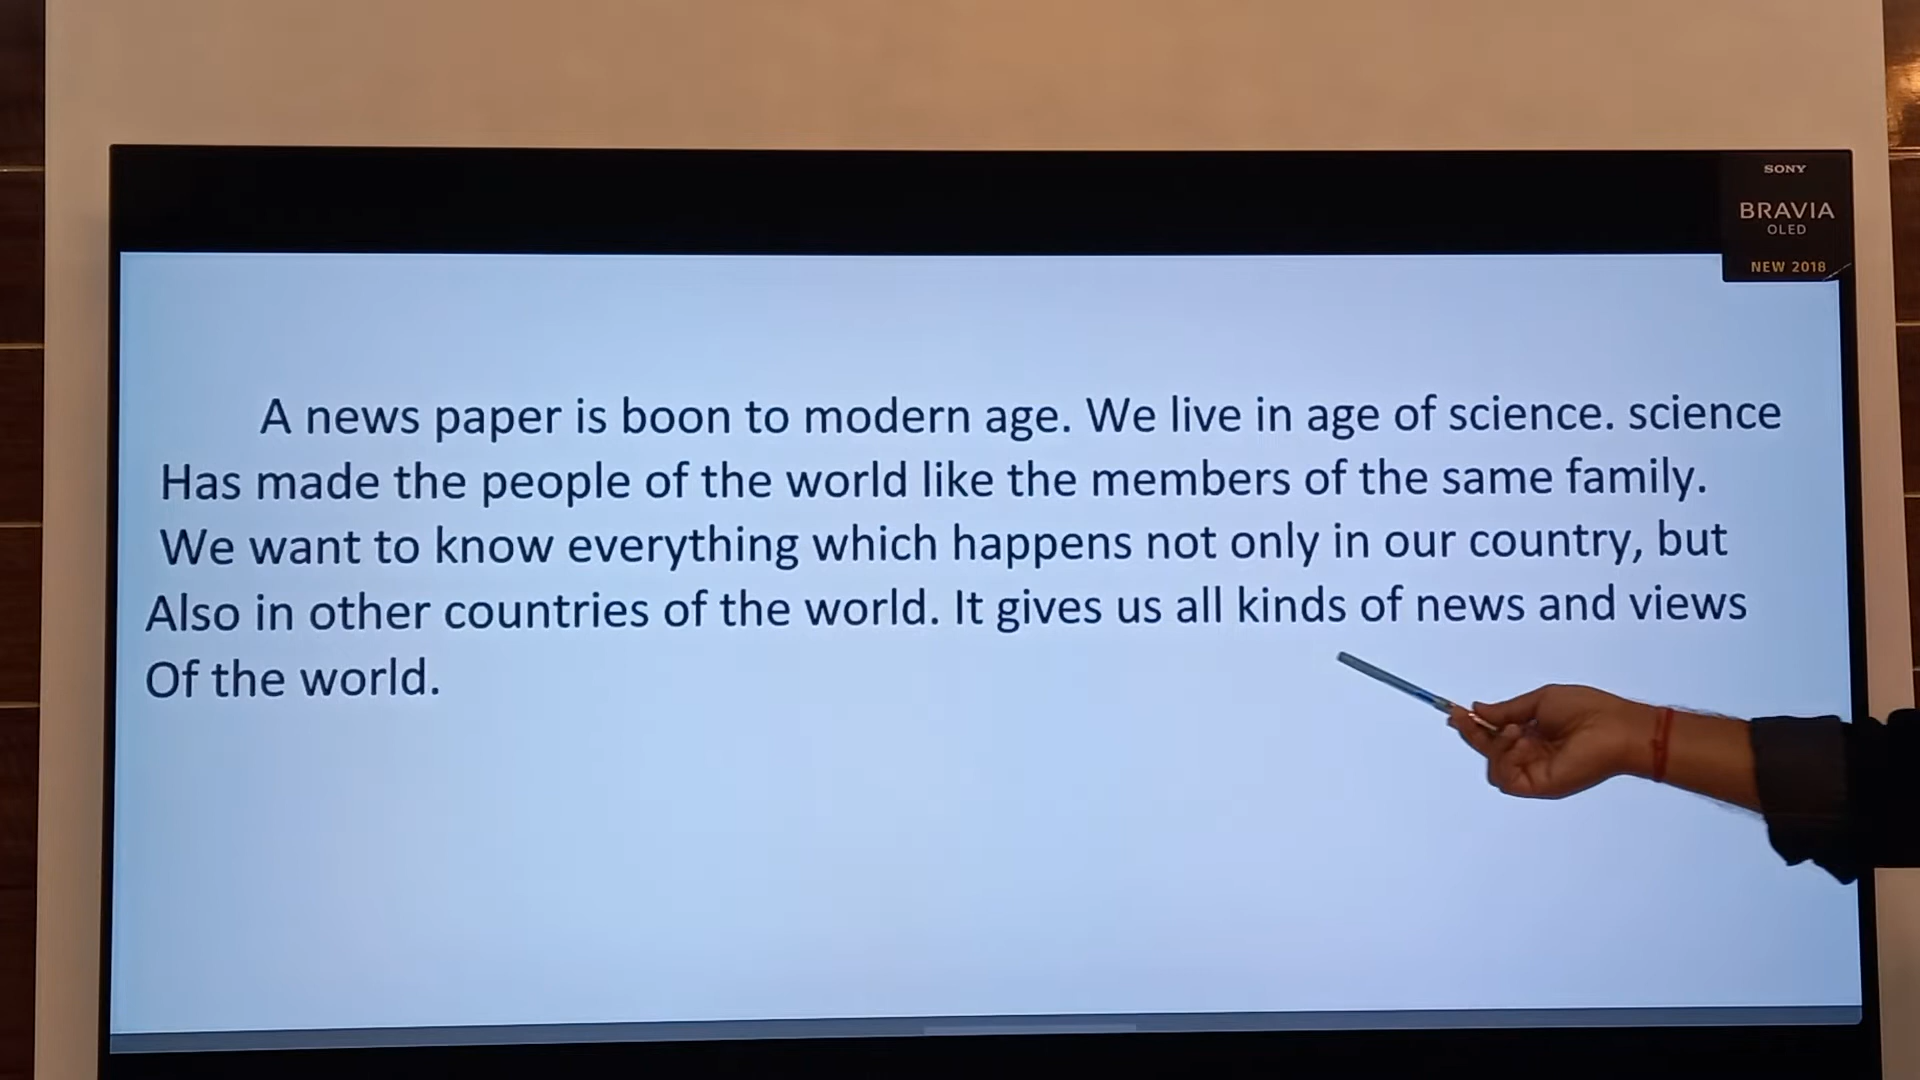 SONY
BRAVIA
OLED
NEW 2018
A news paper is boon to modern age. We live in age of science. science
Has made the people of the world like the members of the same family.
We want to know everything which happens not only in our country, but
Also in other countries of the world. It gives us all kinds of news and views
Of the world.